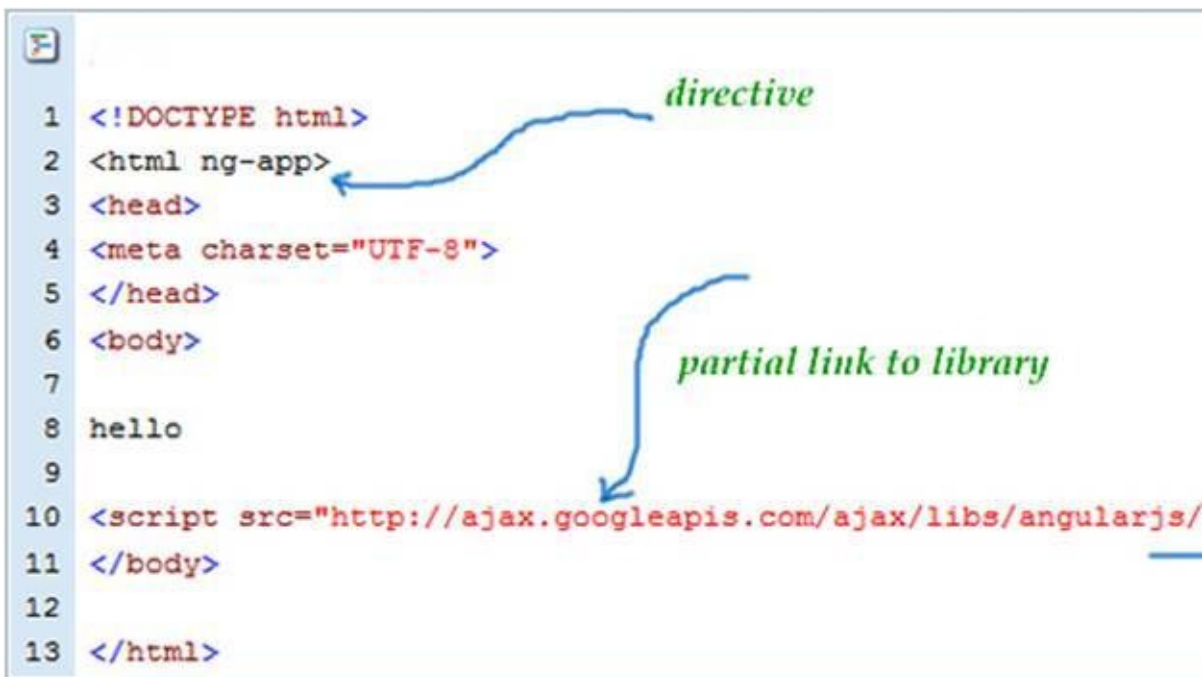 directive
1 <!DOCTYPE html>
2 <html ng-app>
3 <head>
4 <meta charset="UTF-8">
5 </head>
6 <body>
7
partial link to library
8 hello
9
10 <script src="http://ajax.googleapis.com/ajax/libs/angularjs/
11 </body>
12
13 </html>